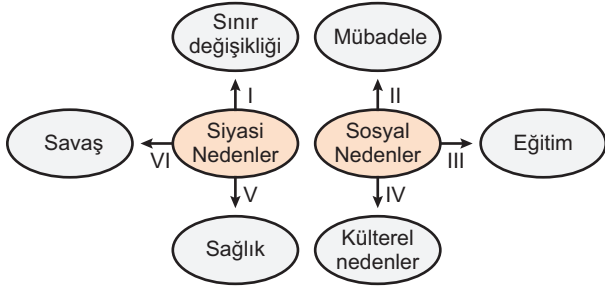 Sınır
değişikliği
Mübadele
I
II
Savaş
Siyasi
Nedenler
Sosyal
Nedenler
Eğitim
VI
III
V
IV
Sağlık
Külterel
nedenler